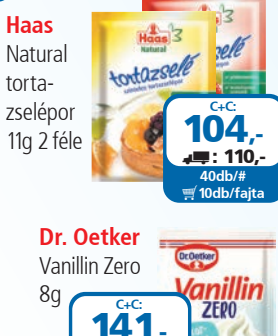 Haas
Natural
torta-
zselépor
11g 2 féle
Haas
Natural
tortazselé
C+C:
104,-
: 110,-
40db/#
10db/fajta
Dr. Oetker
Vanillin Zero
8g
Dr.Oetker
Vanillin
ZERO
C+C:
141,-